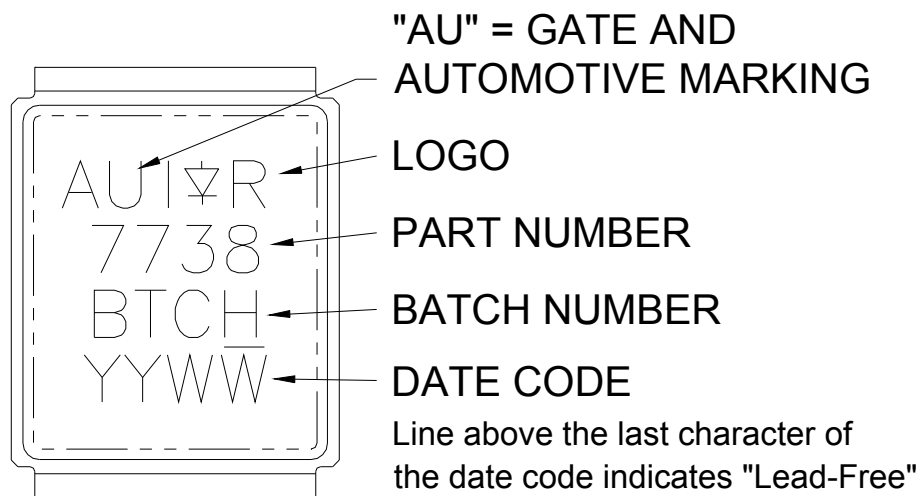 "AU" = GATE AND
AUTOMOTIVE MARKING
AUI R
LOGO
7738
PART NUMBER
BTCH
BATCH NUMBER
YYWW
DATE CODE
Line above the last character of
the date code indicates "Lead-Free"